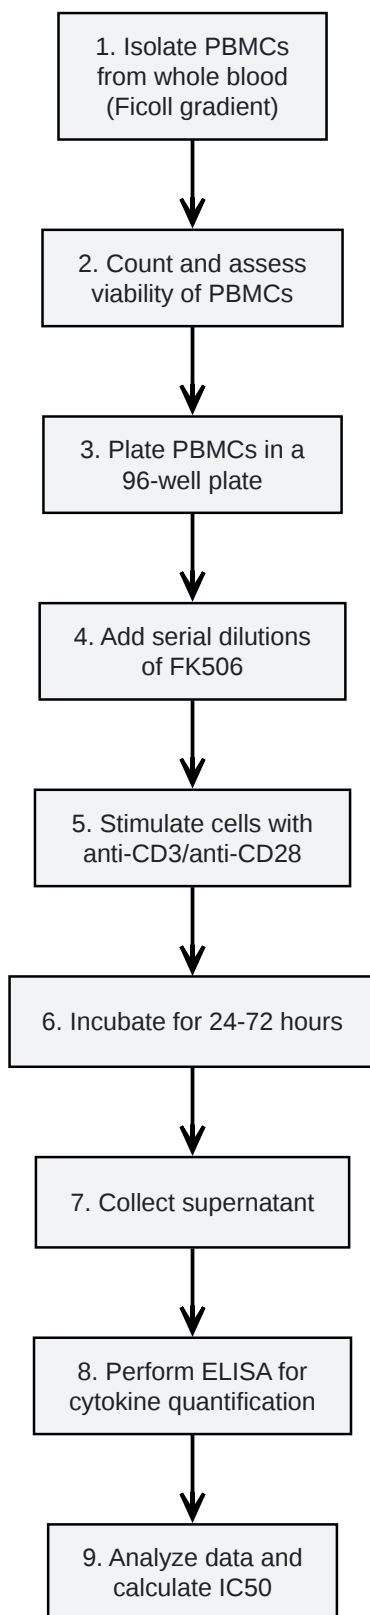 1. Isolate PBMCs
from whole blood
(Ficoll gradient)
2. Count and assess
viability of PBMCs
3. Plate PBMCs in a
96-well plate
4. Add serial dilutions
of FK506
5. Stimulate cells with
anti-CD3/anti-CD28
6. Incubate for 24-72 hours
7. Collect supernatant
8. Perform ELISA for
cytokine quantification
9. Analyze data and
calculate IC50